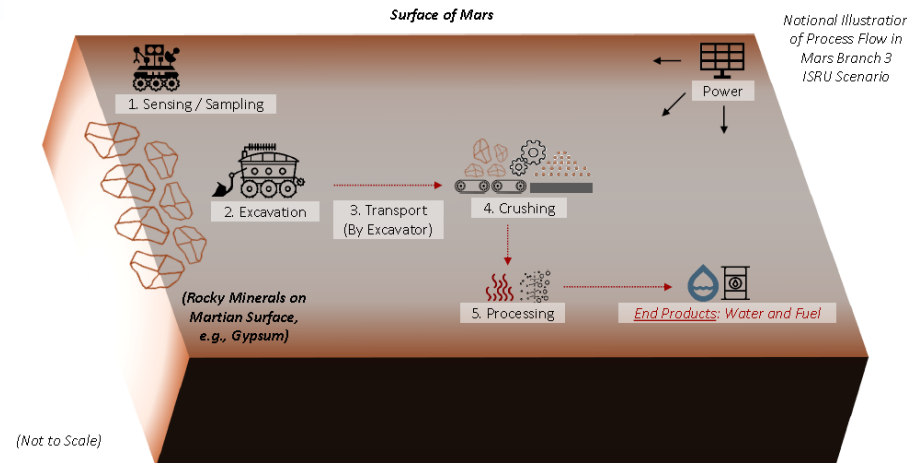 Surface of Mars
Notional Illustration
of Process Flow in
Mars Branch 3
ISRU Scenario
1. Sensing / Sampling
Power
2. Excavation
3. Transport
(By Excavator)
4. Crushing
(Rocky Minerals on
Martian Surface,
e.g., Gypsum)
5. Processing
End Products: Water and Fuel
(Not to Scale)